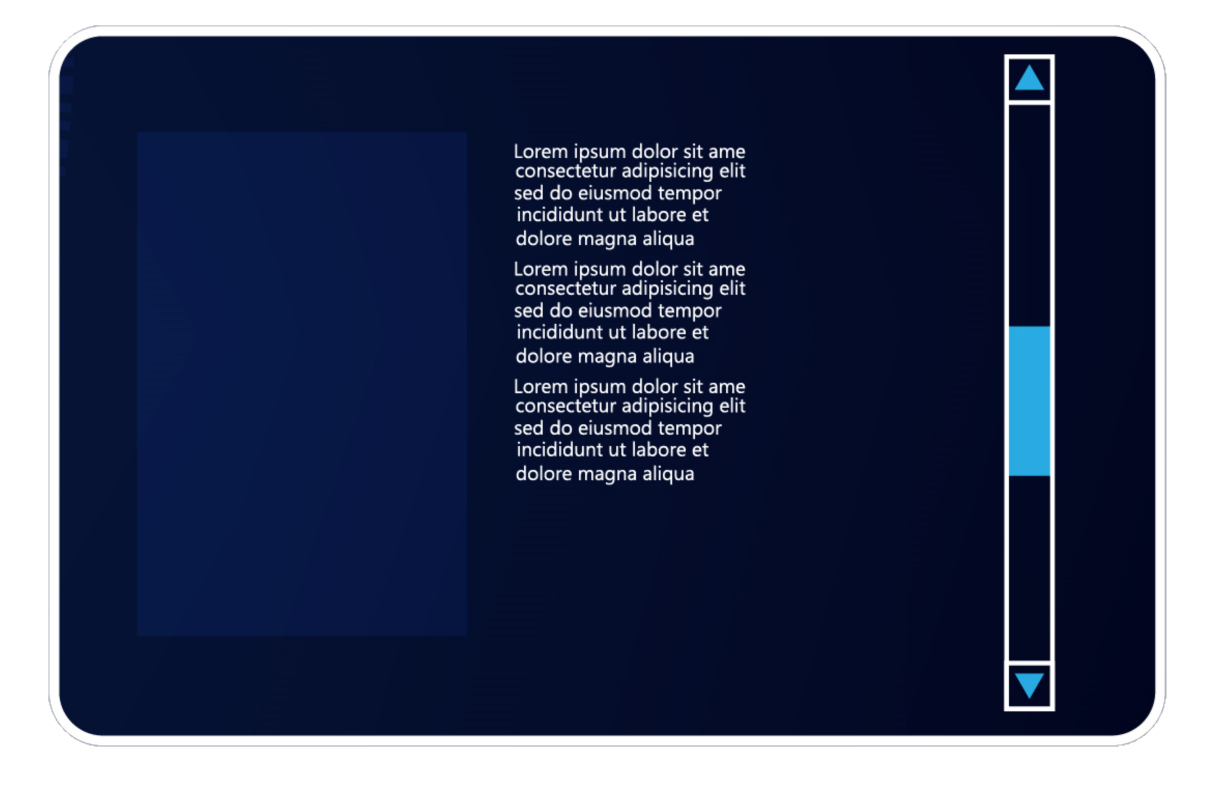 Lorem ipsum dolor sit ame
consectetur adipisicing elit
sed do eiusmod tempor
incididunt ut labore et
dolore magna aliqua
Lorem ipsum dolor sit ame
consectetur adipisicing elit
sed do eiusmod tempor
incididunt ut labore et
dolore magna aliqua
Lorem ipsum dolor sit ame
consectetur adipisicing elit
sed do eiusmod tempor
incididunt ut labore et
dolore magna aliqua